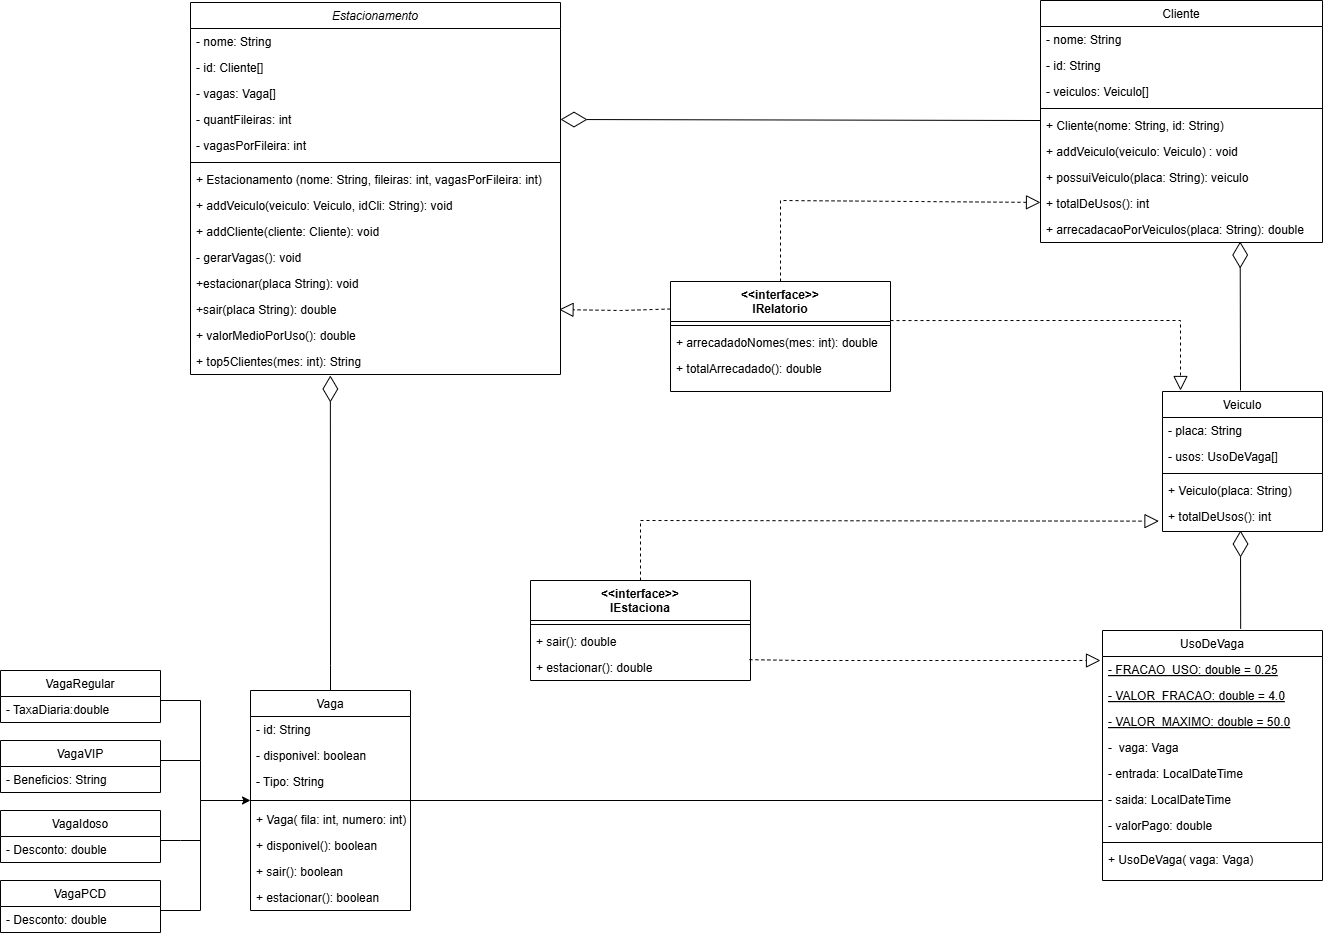 Estacionamento
- nome: String
- id: Cliente[]
- vagas: Vaga[]
- quantFileiras: int
- vagasPorFileira: int
+ Estacionamento (nome: String, fileiras: int, vagasPorFileira: int)
+ addVeiculo(veiculo: Veiculo, idCli: String): void
+ addCliente(cliente: Cliente): void
- gerarVagas(): void
+estacionar(placa String): void
+sair(placa String): double
+ valorMedioPorUso(): double
+ top5Clientes(mes: int): String
Cliente
- nome: String
- id: String
- veiculos: Veiculo[]
+ Cliente(nome: String, id: String)
+ addVeiculo(veiculo: Veiculo) : void
+ possuiVeiculo(placa: String): veiculo
+ totalDeUsos(): int
+ arrecadacaoPorVeiculos(placa: String): double
<<interface>>
IRelatorio
+ arrecadadoNomes(mes: int): double
+ totalArrecadado(): double
Veiculo
- placa: String
- usos: UsoDeVaga[]
+ Veiculo(placa: String)
+ totalDeUsos(): int
<<interface>>
IEstaciona
+ sair(): double
+ estacionar(): double
UsoDeVaga
- FRACAO_USO: double = 0.25
- VALOR_FRACAO: double = 4.0
- VALOR_MAXIMO: double = 50.0
- vaga: Vaga
- entrada: LocalDateTime
- saida: LocalDateTime
- valorPago: double
+ UsoDeVaga( vaga: Vaga)
VagaRegular
- TaxaDiaria:double
VagaVIP
- Beneficios: String
VagaIdoso
- Desconto: double
VagaPCD
- Desconto: double
Vaga
- id: String
- disponivel: boolean
- Tipo: String
+ Vaga( fila: int, numero: int)
+ disponivel(): boolean
+ sair(): boolean
+ estacionar(): boolean